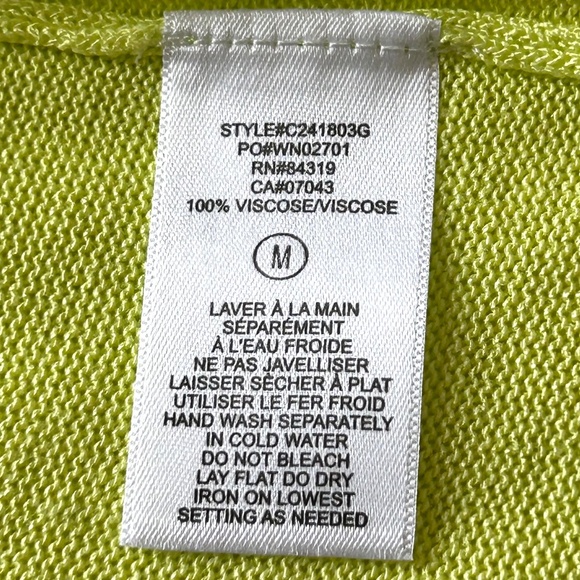 STYLE#C241803G
PO#WN02701
RN#84319
CA#07043
100% VISCOSE/VISCOSE
M
LAVER À LA MAIN
SÉPARÉMENT
À L'EAU FROIDE
NE PAS JAVELLISER
LAISSER SÉCHER À PLAT
UTILISER LE FER FROID
HAND WASH SEPARATELY
IN COLD WATER
DO NOT BLEACH
LAY FLAT DO DRY
IRON ON LOWEST
SETTING AS NEEDED